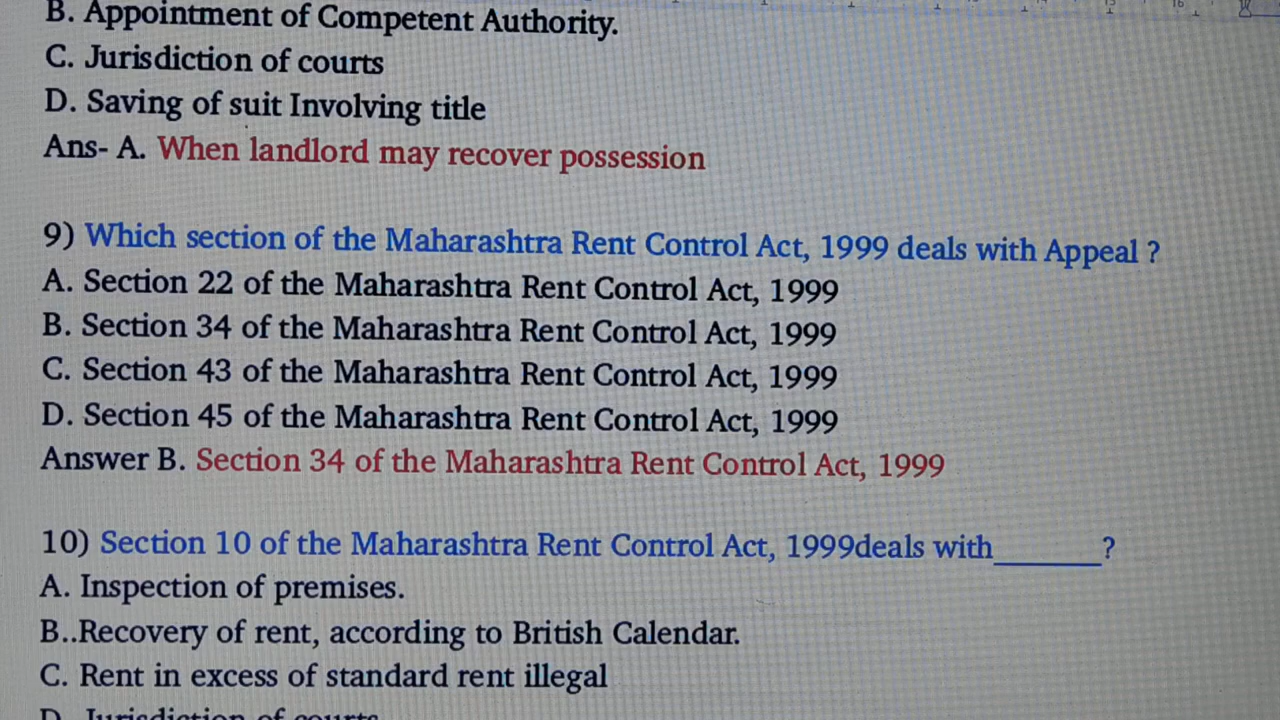 B. Appointment of Competent Authority.
C. Jurisdiction of courts
D. Saving of suit Involving title
Ans- A. When landlord may recover possession
9) Which section of the Maharashtra Rent Control Act, 1999 deals with Appeal ?
A. Section 22 of the Maharashtra Rent Control Act, 1999
B. Section 34 of the Maharashtra Rent Control Act, 1999
C. Section 43 of the Maharashtra Rent Control Act, 1999
D. Section 45 of the Maharashtra Rent Control Act, 1999
Answer B. Section 34 of the Maharashtra Rent Control Act, 1999
10) Section 10 of the Maharashtra Rent Control Act, 1999deals with_______?
A. Inspection of premises.
B..Recovery of rent, according to British Calendar.
C. Rent in excess of standard rent illegal
D. Jurisdiction of courts